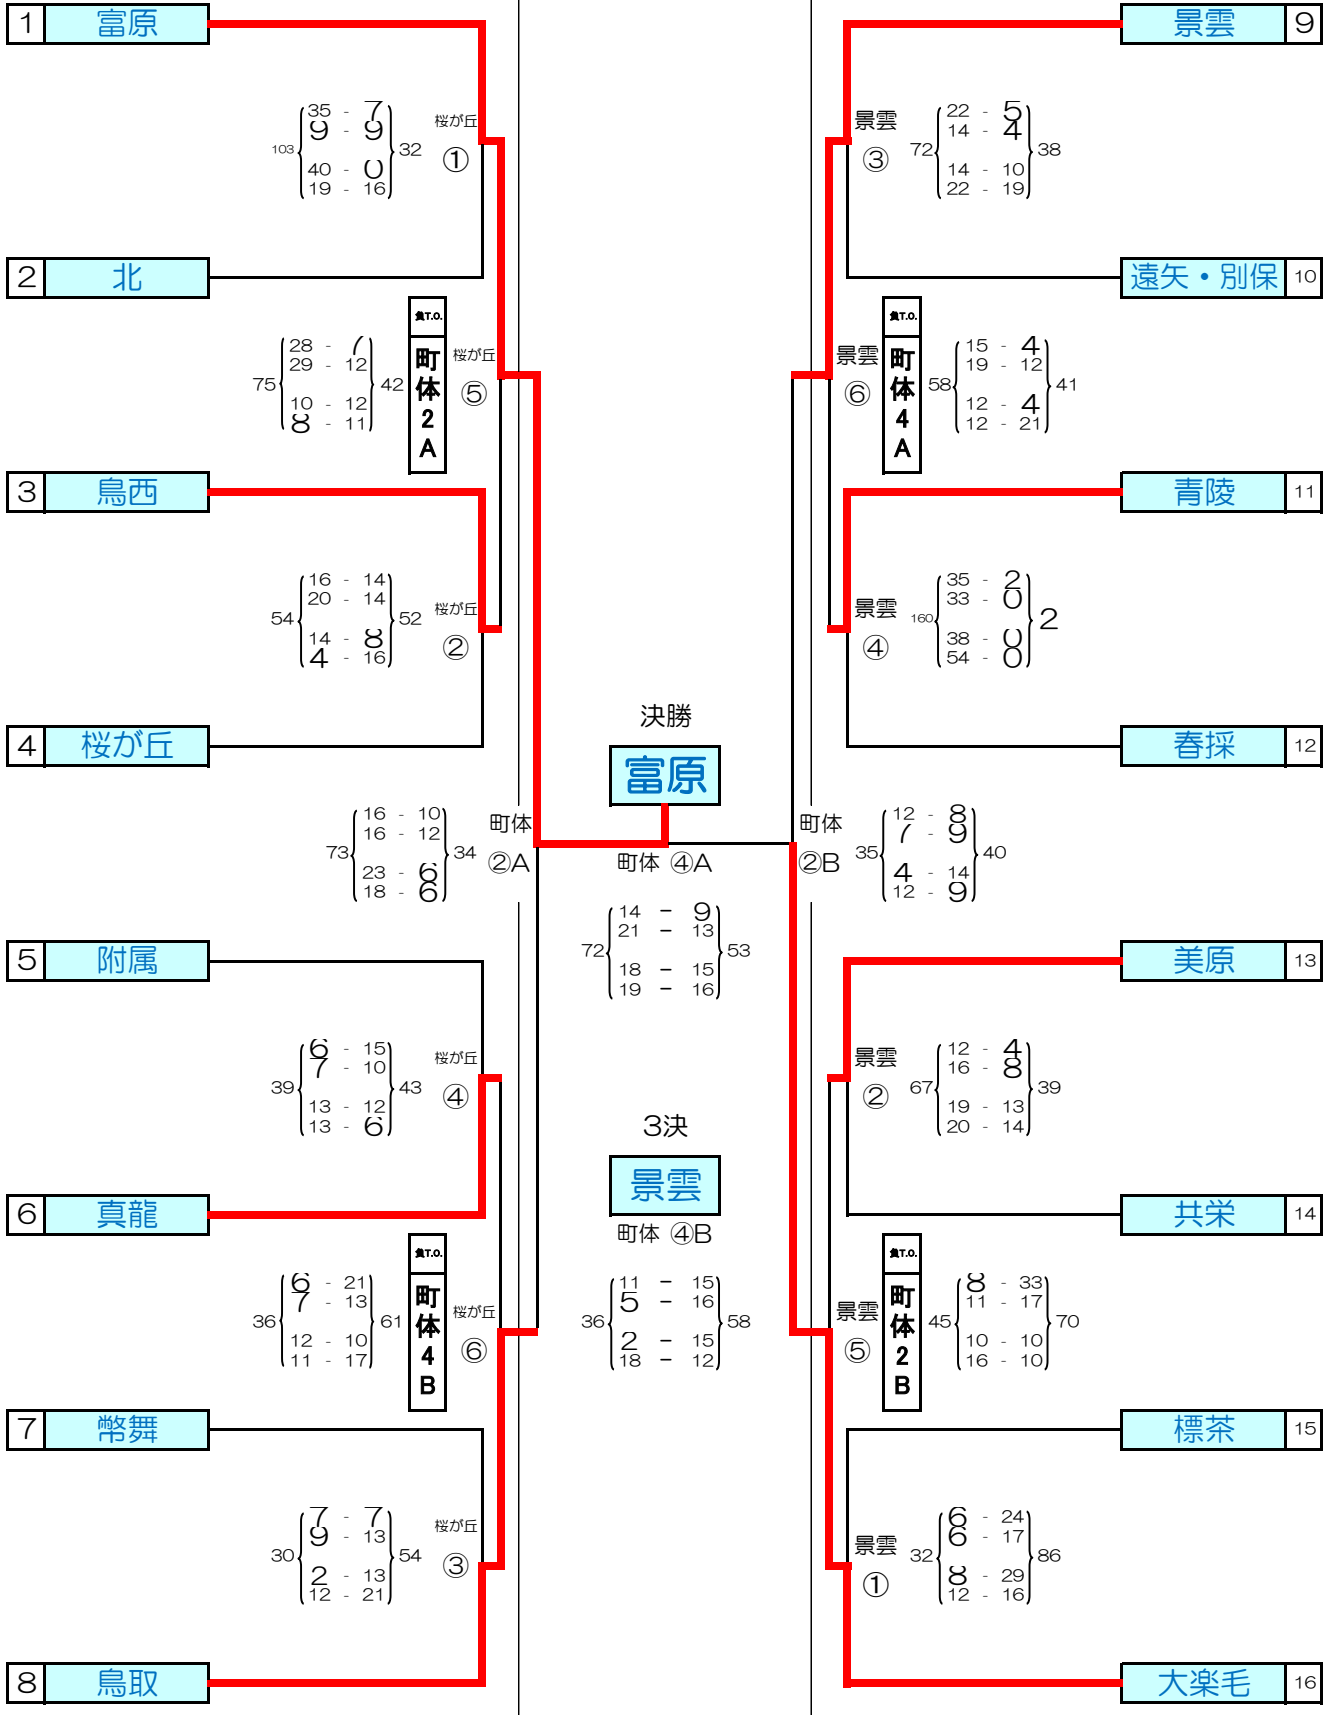 1 富原
35 - 7
9 - 9
103 32
40 - 0
19 - 16
桜が丘
①
2 北
28 - 7
29 - 12
75 42
10 - 12
8 - 11
負T.O.
町体2A
桜が丘
⑤
3 鳥西
16 - 14
20 - 14
54 52
14 - 8
4 - 16
桜が丘
②
4 桜が丘
16 - 10
16 - 12
73 34
23 - 6
18 - 6
町体
②A
5 附属
6 - 15
7 - 10
39 43
13 - 12
13 - 6
桜が丘
④
6 真龍
6 - 21
7 - 13
36 61
12 - 10
11 - 17
負T.O.
町体4B
桜が丘
⑥
7 幣舞
7 - 7
9 - 13
30 54
2 - 13
12 - 21
桜が丘
③
8 鳥取
決勝
富原
町体 ④A
14 - 9
21 - 13
72 53
18 - 15
19 - 16
3決
景雲
町体 ④B
11 - 15
5 - 16
36 58
2 - 15
18 - 12
景雲 9
景雲
③
22 - 5
14 - 4
72 38
14 - 10
22 - 19
遠矢・別保 10
景雲
⑥
負T.O.
町体4A
15 - 4
19 - 12
58 41
12 - 4
12 - 21
青陵 11
景雲
④
35 - 2
33 - 0
160 2
38 - 0
54 - 0
春採 12
町体
②B
12 - 8
7 - 9
35 40
4 - 14
12 - 9
美原 13
景雲
②
12 - 4
16 - 8
67 39
19 - 13
20 - 14
共栄 14
景雲
⑤
負T.O.
町体2B
8 - 33
11 - 17
45 70
10 - 10
16 - 10
標茶 15
景雲
①
6 - 24
6 - 17
32 86
8 - 29
12 - 16
大楽毛 16